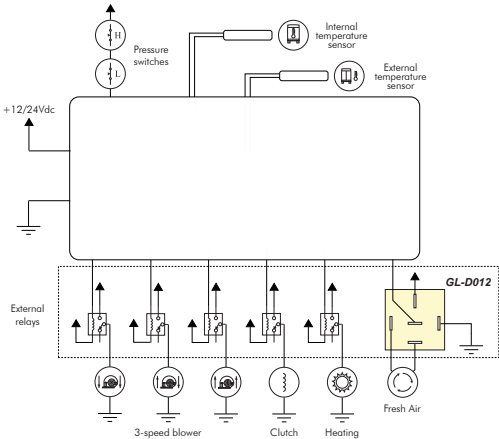 H
Pressure
switches
L
Internal
temperature
sensor
External
temperature
sensor
+12/24Vdc
External
relays
GL-D012
3-speed blower
Clutch
Heating
Fresh Air